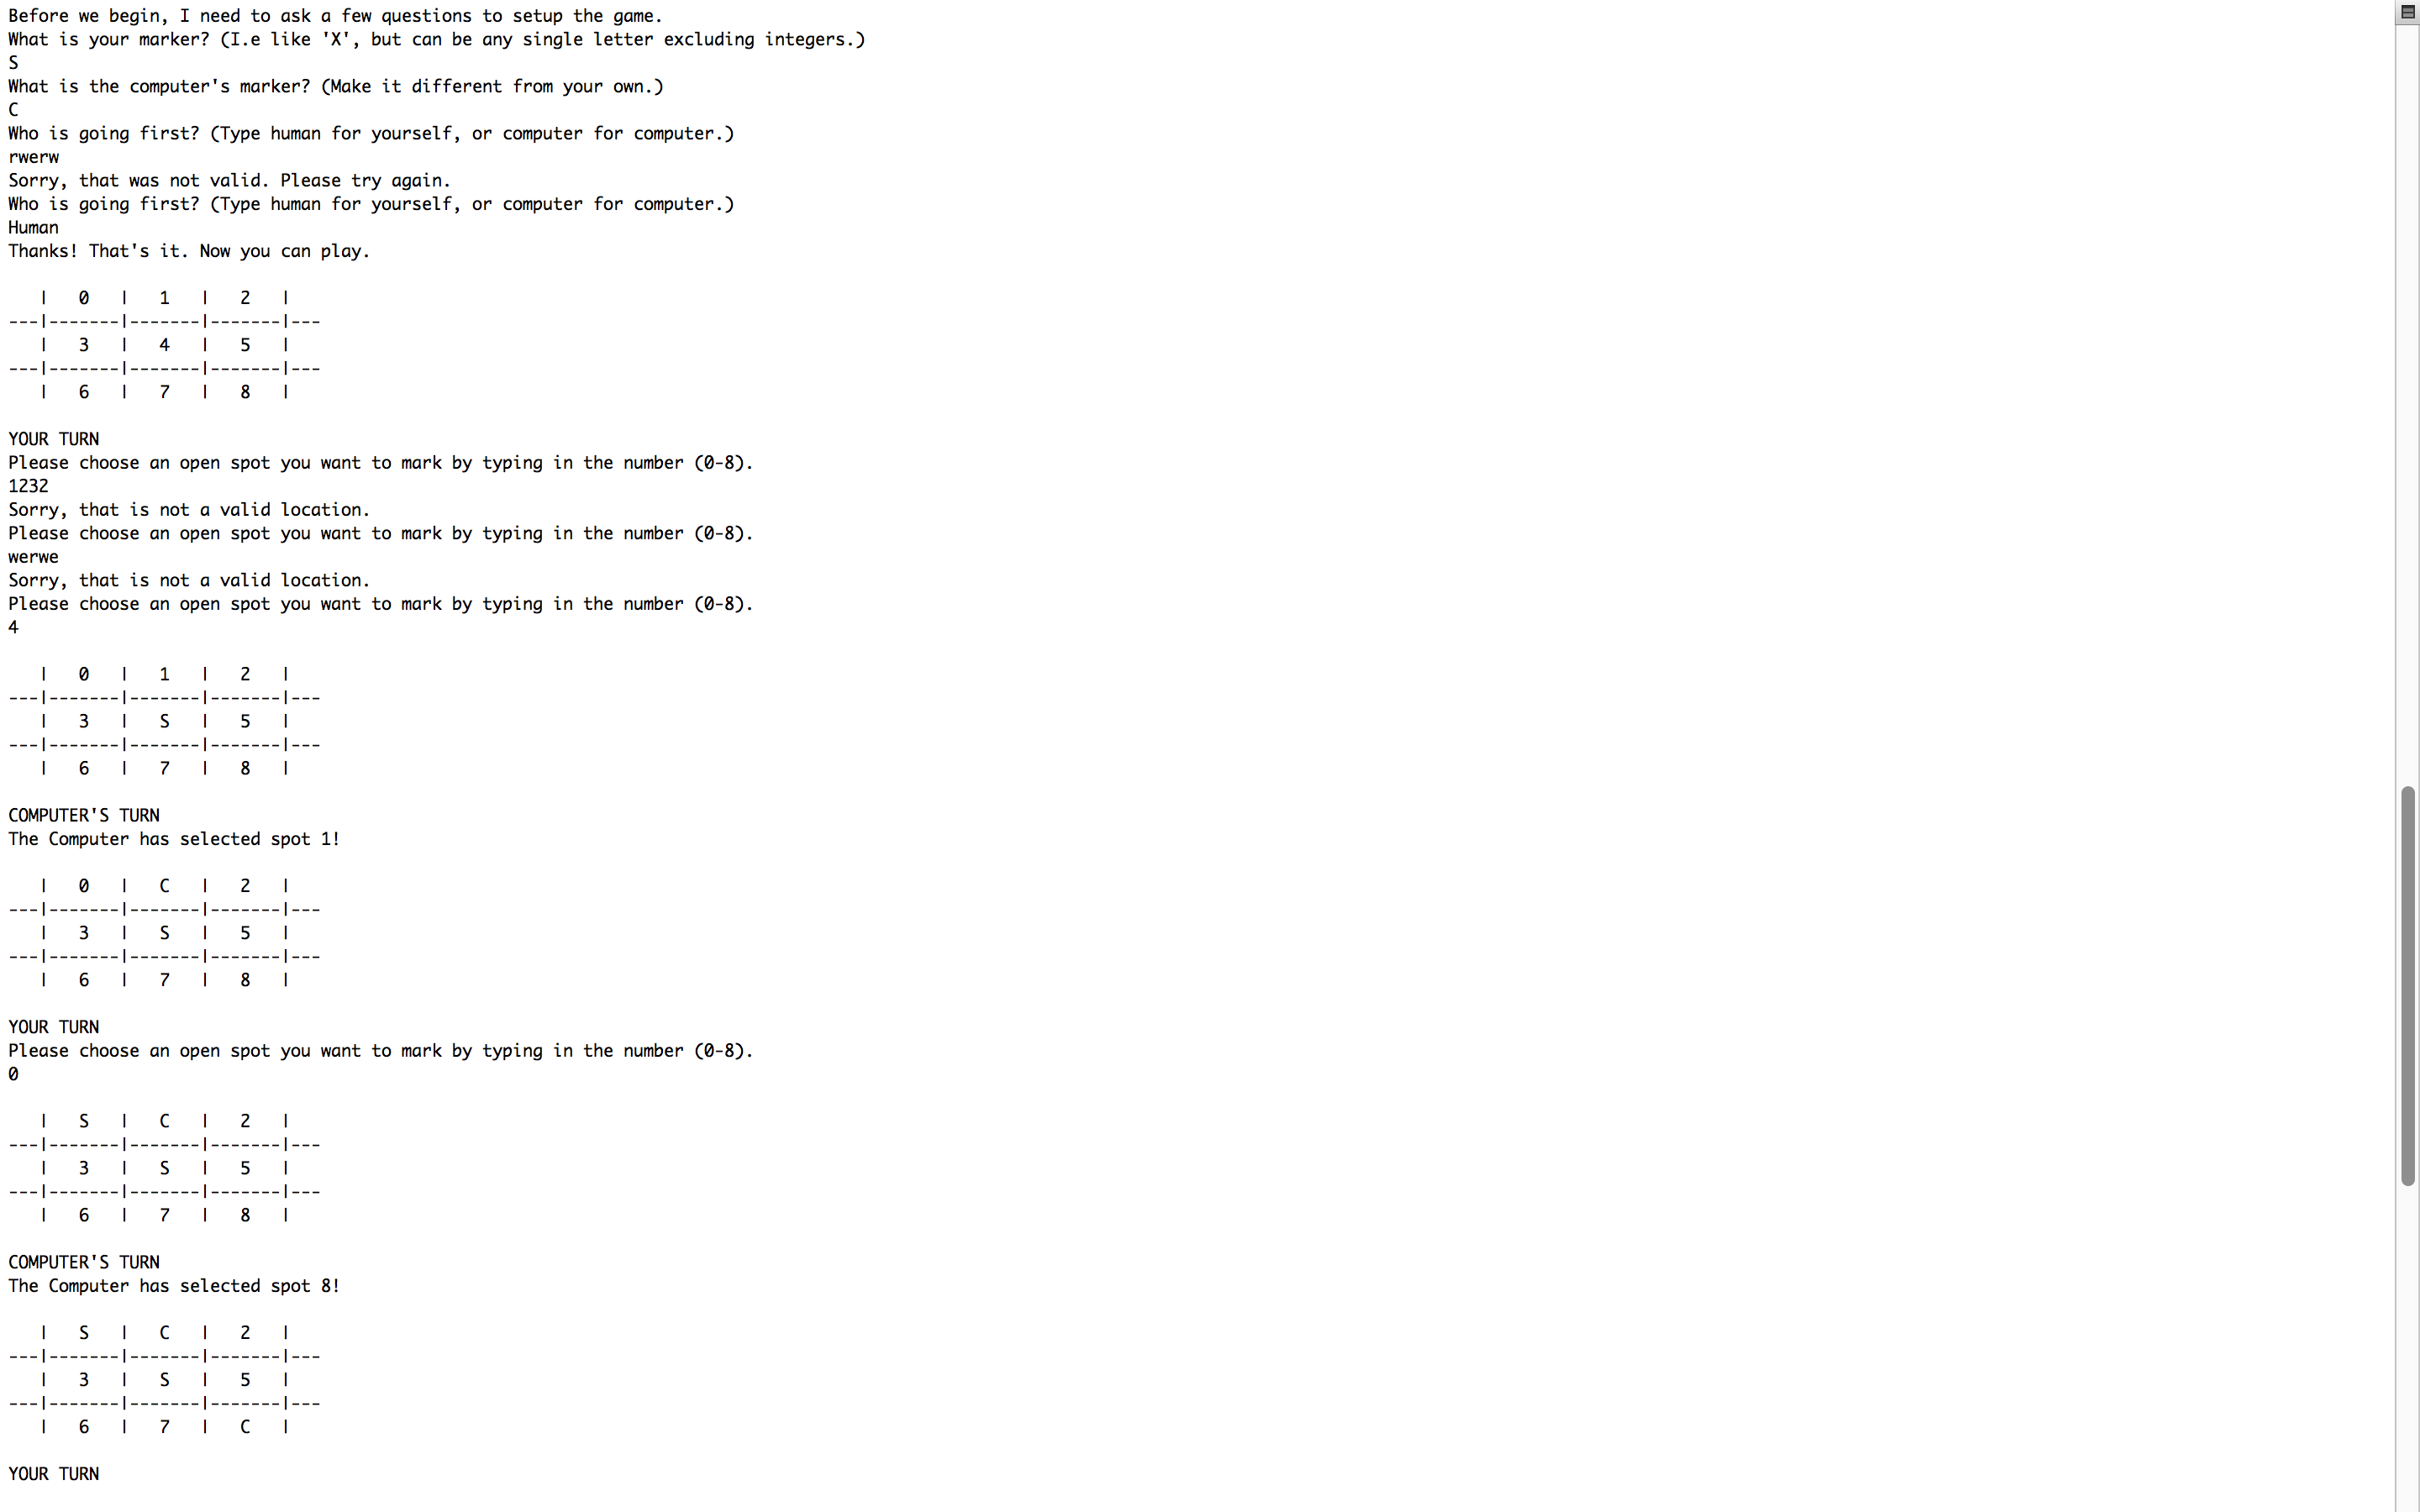 Before we begin, I need to ask a few questions to setup the game.
What is your marker? (I.e like 'X', but can be any single letter excluding integers.)
S
What is the computer's marker? (Make it different from your own.)
C
Who is going first? (Type human for yourself, or computer for computer.)
rwerw
Sorry, that was not valid. Please try again.
Who is going first? (Type human for yourself, or computer for computer.)
Human
Thanks! That's it. Now you can play.

   |   0   |   1   |   2   |
---|-------|-------|-------|---
   |   3   |   4   |   5   |
---|-------|-------|-------|---
   |   6   |   7   |   8   |

YOUR TURN
Please choose an open spot you want to mark by typing in the number (0-8).
1232
Sorry, that is not a valid location.
Please choose an open spot you want to mark by typing in the number (0-8).
werwe
Sorry, that is not a valid location.
Please choose an open spot you want to mark by typing in the number (0-8).
4

   |   0   |   1   |   2   |
---|-------|-------|-------|---
   |   3   |   S   |   5   |
---|-------|-------|-------|---
   |   6   |   7   |   8   |

COMPUTER'S TURN
The Computer has selected spot 1!

   |   0   |   C   |   2   |
---|-------|-------|-------|---
   |   3   |   S   |   5   |
---|-------|-------|-------|---
   |   6   |   7   |   8   |

YOUR TURN
Please choose an open spot you want to mark by typing in the number (0-8).
0

   |   S   |   C   |   2   |
---|-------|-------|-------|---
   |   3   |   S   |   5   |
---|-------|-------|-------|---
   |   6   |   7   |   8   |

COMPUTER'S TURN
The Computer has selected spot 8!

   |   S   |   C   |   2   |
---|-------|-------|-------|---
   |   3   |   S   |   5   |
---|-------|-------|-------|---
   |   6   |   7   |   C   |

YOUR TURN